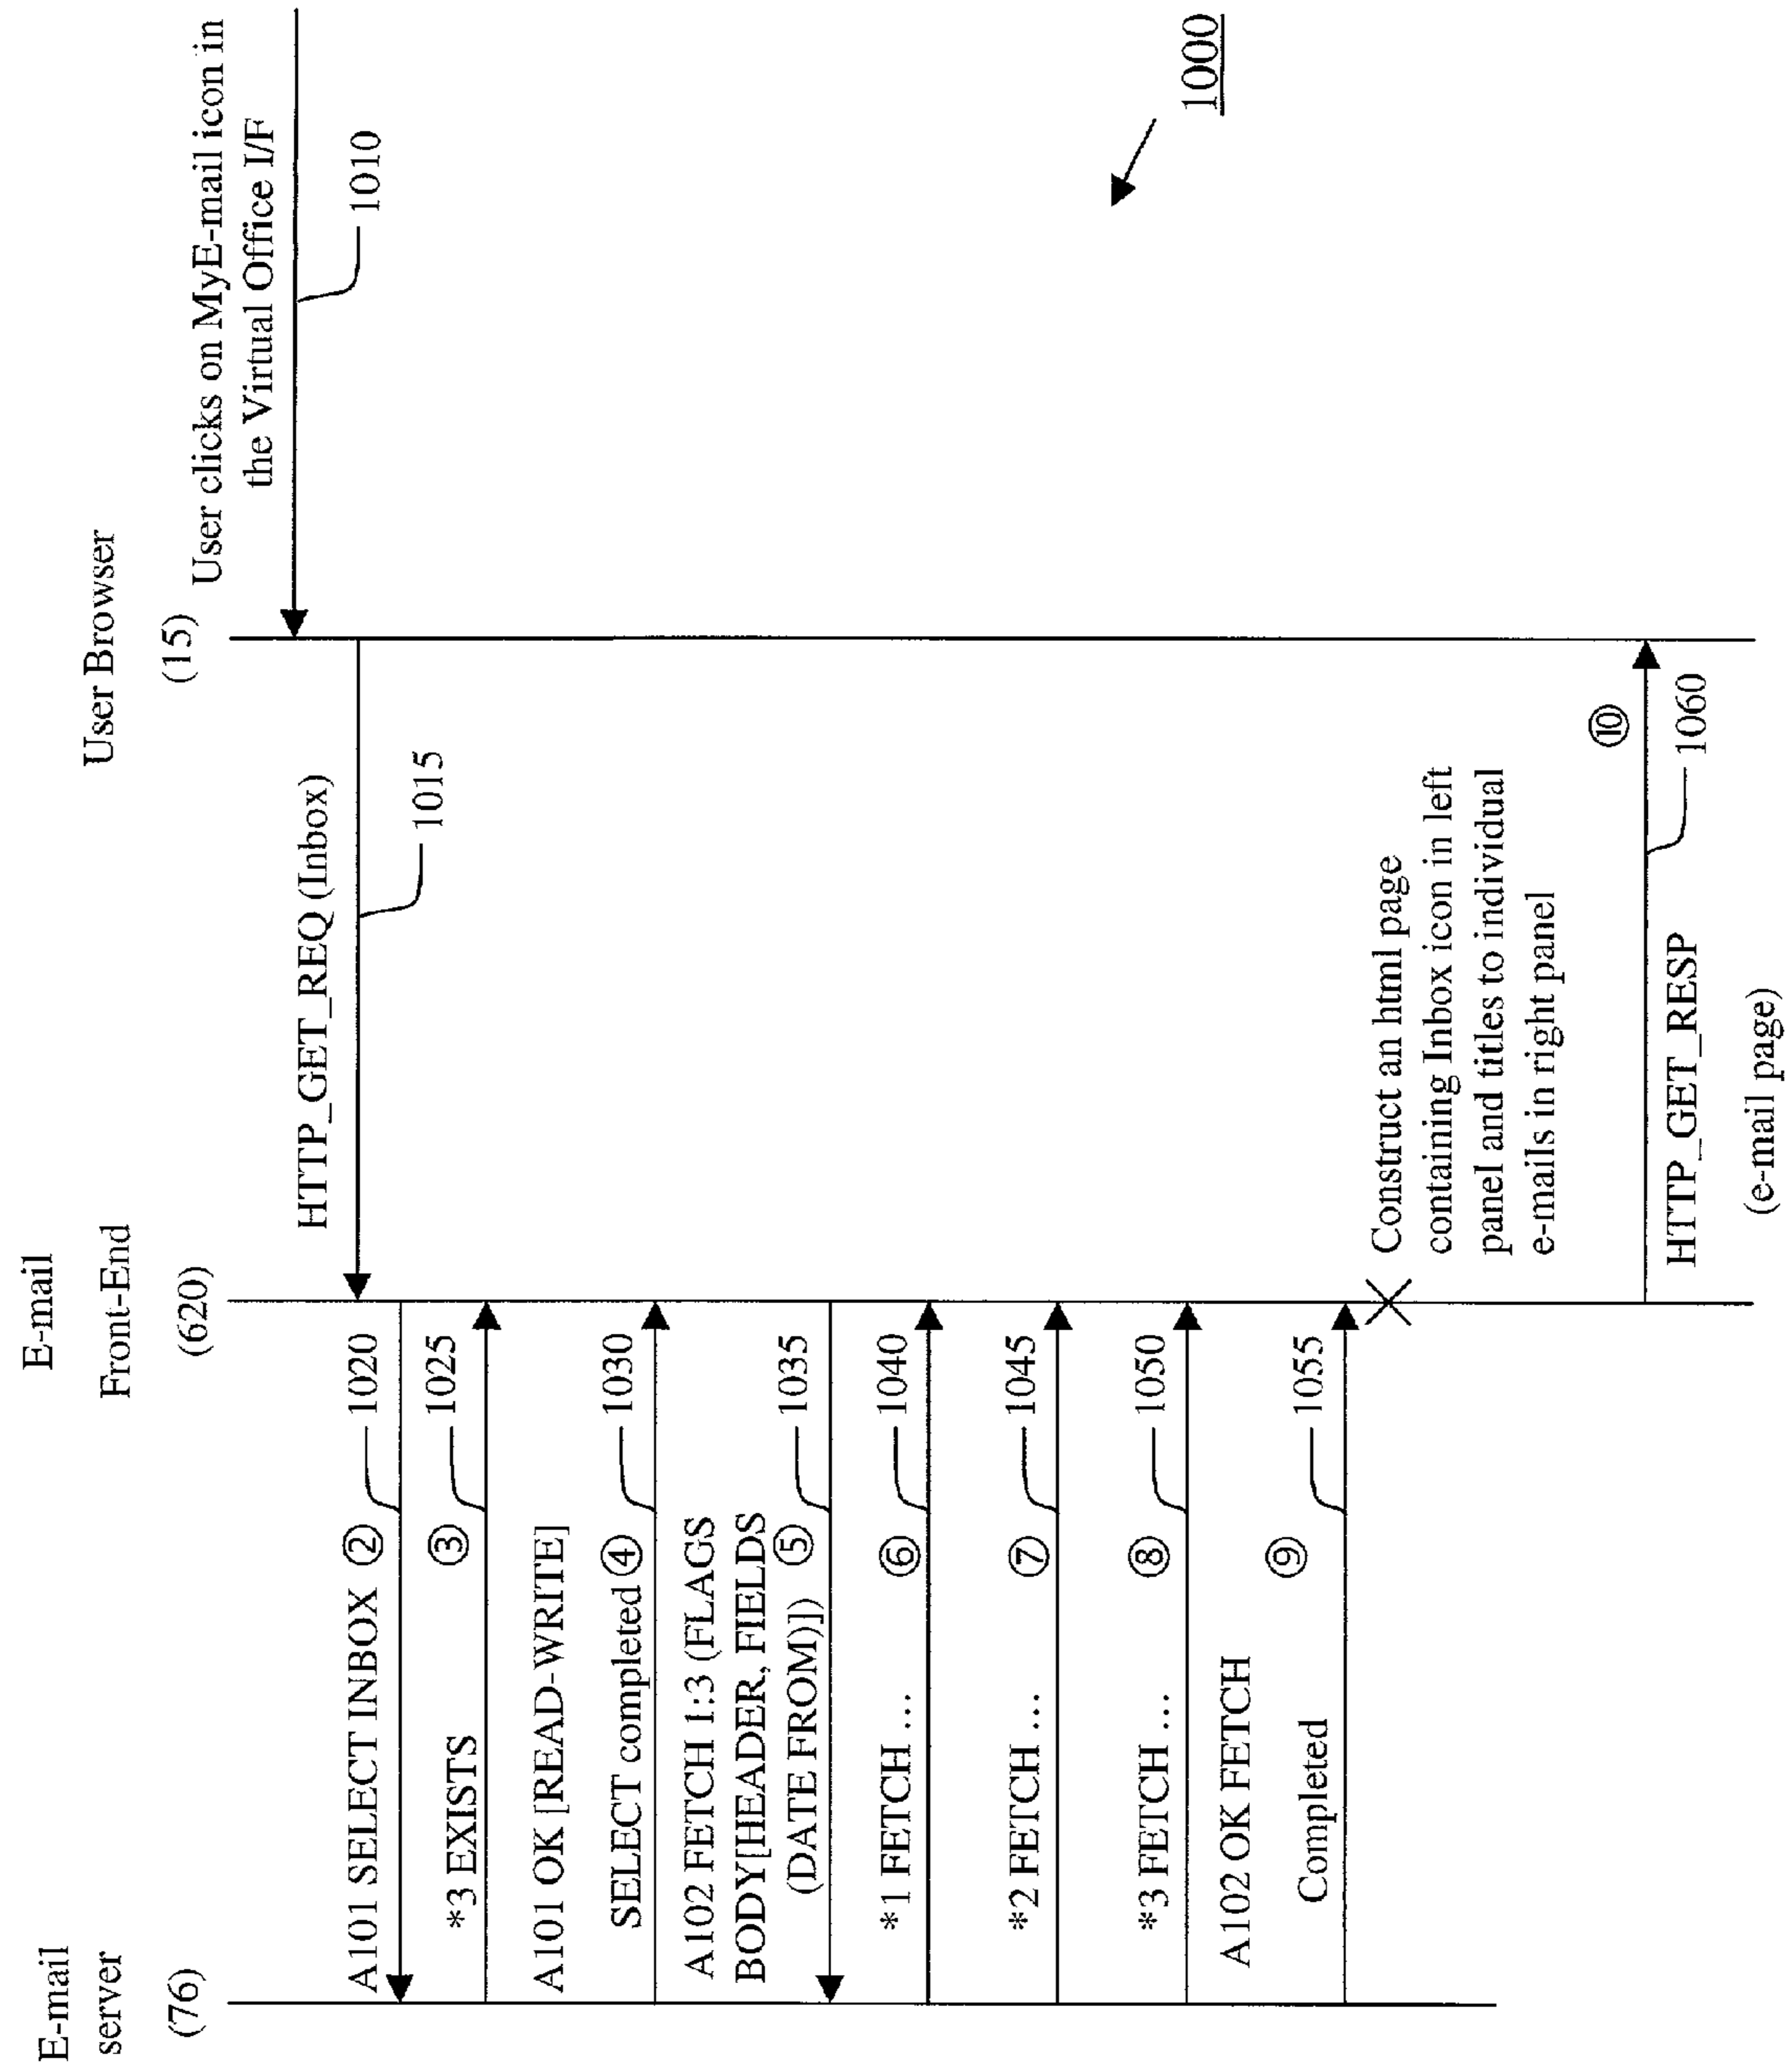 E-mail
server
(76)
E-mail
Front-End
(620)
User Browser
(15)
User clicks on MyE-mail icon in
the Virtual Office I/F
1010
HTTP_GET_REQ (Inbox)
1015
A101 SELECT INBOX ②
1020
*3 EXISTS ③
1025
A101 OK [READ-WRITE]
SELECT completed ④
1030
A102 FETCH 1:3 (FLAGS
BODY[HEADER, FIELDS
(DATE FROM)]) ⑤
1035
*1 FETCH ... ⑥
1040
*2 FETCH ... ⑦
1045
*3 FETCH ... ⑧
1050
A102 OK FETCH
Completed ⑨
1055
Construct an html page
containing Inbox icon in left
panel and titles to individual
e-mails in right panel
⑩
1060
HTTP_GET_RESP
(e-mail page)
1000